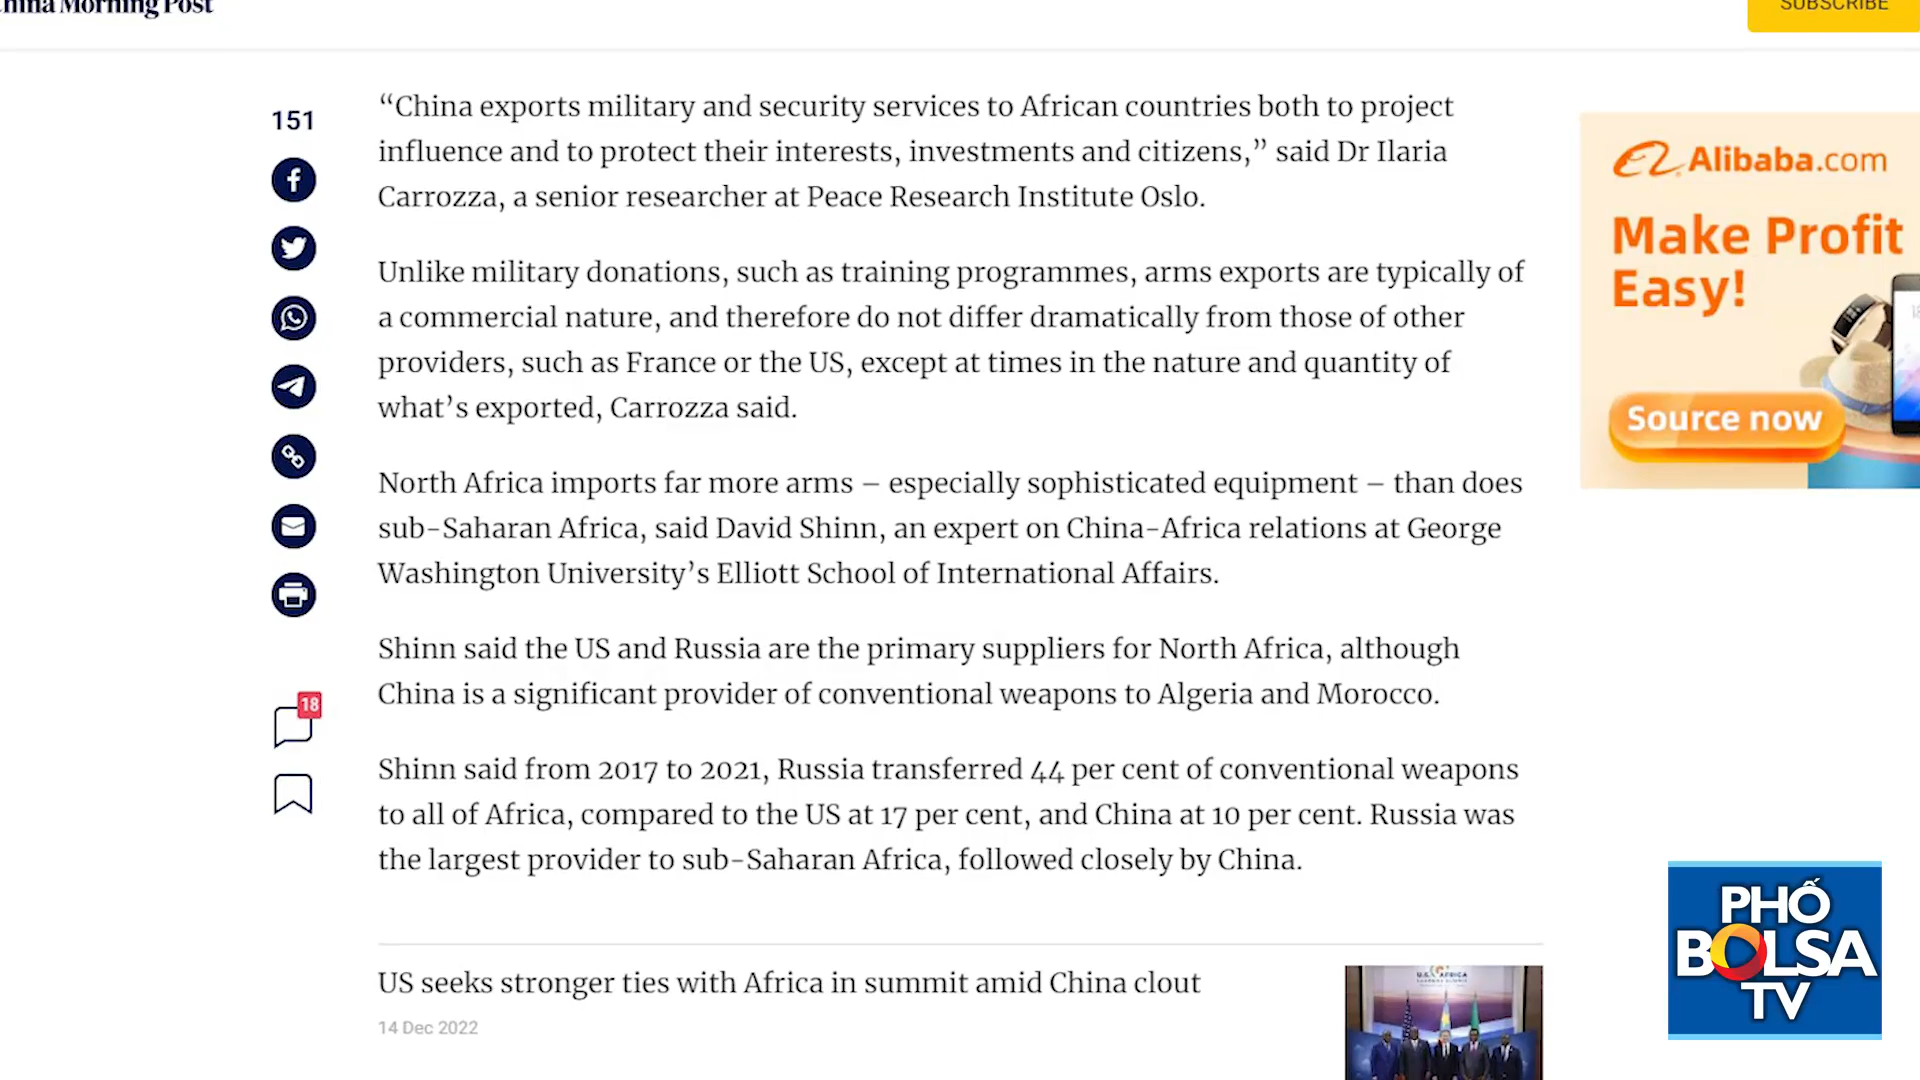 China Morning Post
SUBSCRIBE
151
“China exports military and security services to African countries both to project
influence and to protect their interests, investments and citizens,” said Dr Ilaria
Carrozza, a senior researcher at Peace Research Institute Oslo.
Unlike military donations, such as training programmes, arms exports are typically of
a commercial nature, and therefore do not differ dramatically from those of other
providers, such as France or the US, except at times in the nature and quantity of
what’s exported, Carrozza said.
North Africa imports far more arms – especially sophisticated equipment – than does
sub-Saharan Africa, said David Shinn, an expert on China-Africa relations at George
Washington University’s Elliott School of International Affairs.
Shinn said the US and Russia are the primary suppliers for North Africa, although
China is a significant provider of conventional weapons to Algeria and Morocco.
Shinn said from 2017 to 2021, Russia transferred 44 per cent of conventional weapons
to all of Africa, compared to the US at 17 per cent, and China at 10 per cent. Russia was
the largest provider to sub-Saharan Africa, followed closely by China.
18
US seeks stronger ties with Africa in summit amid China clout
14 Dec 2022
Alibaba.com
Make Profit
Easy!
Source now
PHỐ
BOLSA
TV